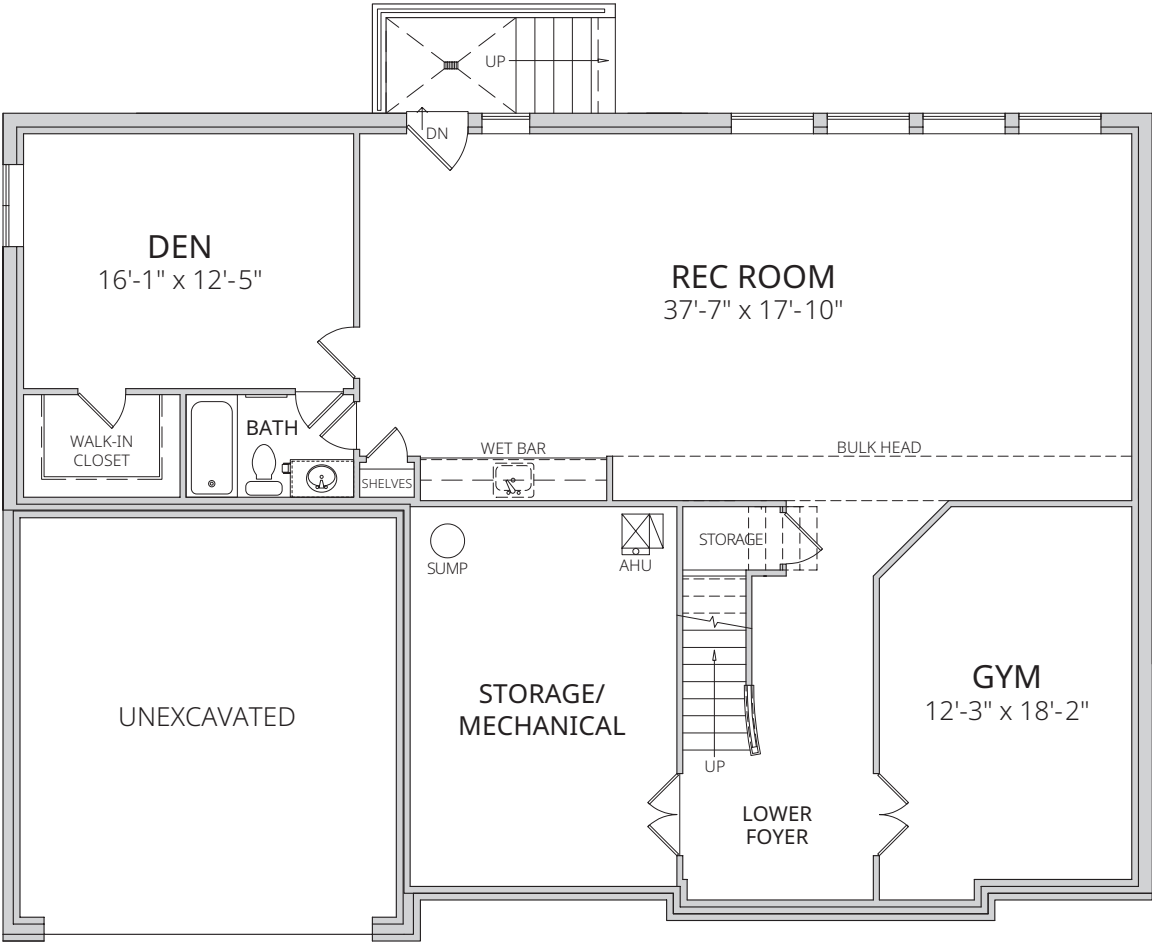 UP
DN
DEN
16'-1" x 12'-5"
REC ROOM
37'-7" x 17'-10"
WALK-IN
CLOSET
BATH
SHELVES
WET BAR
BULK HEAD
SUMP
AHU
STORAGE
UNEXCAVATED
STORAGE/
MECHANICAL
UP
LOWER
FOYER
GYM
12'-3" x 18'-2"